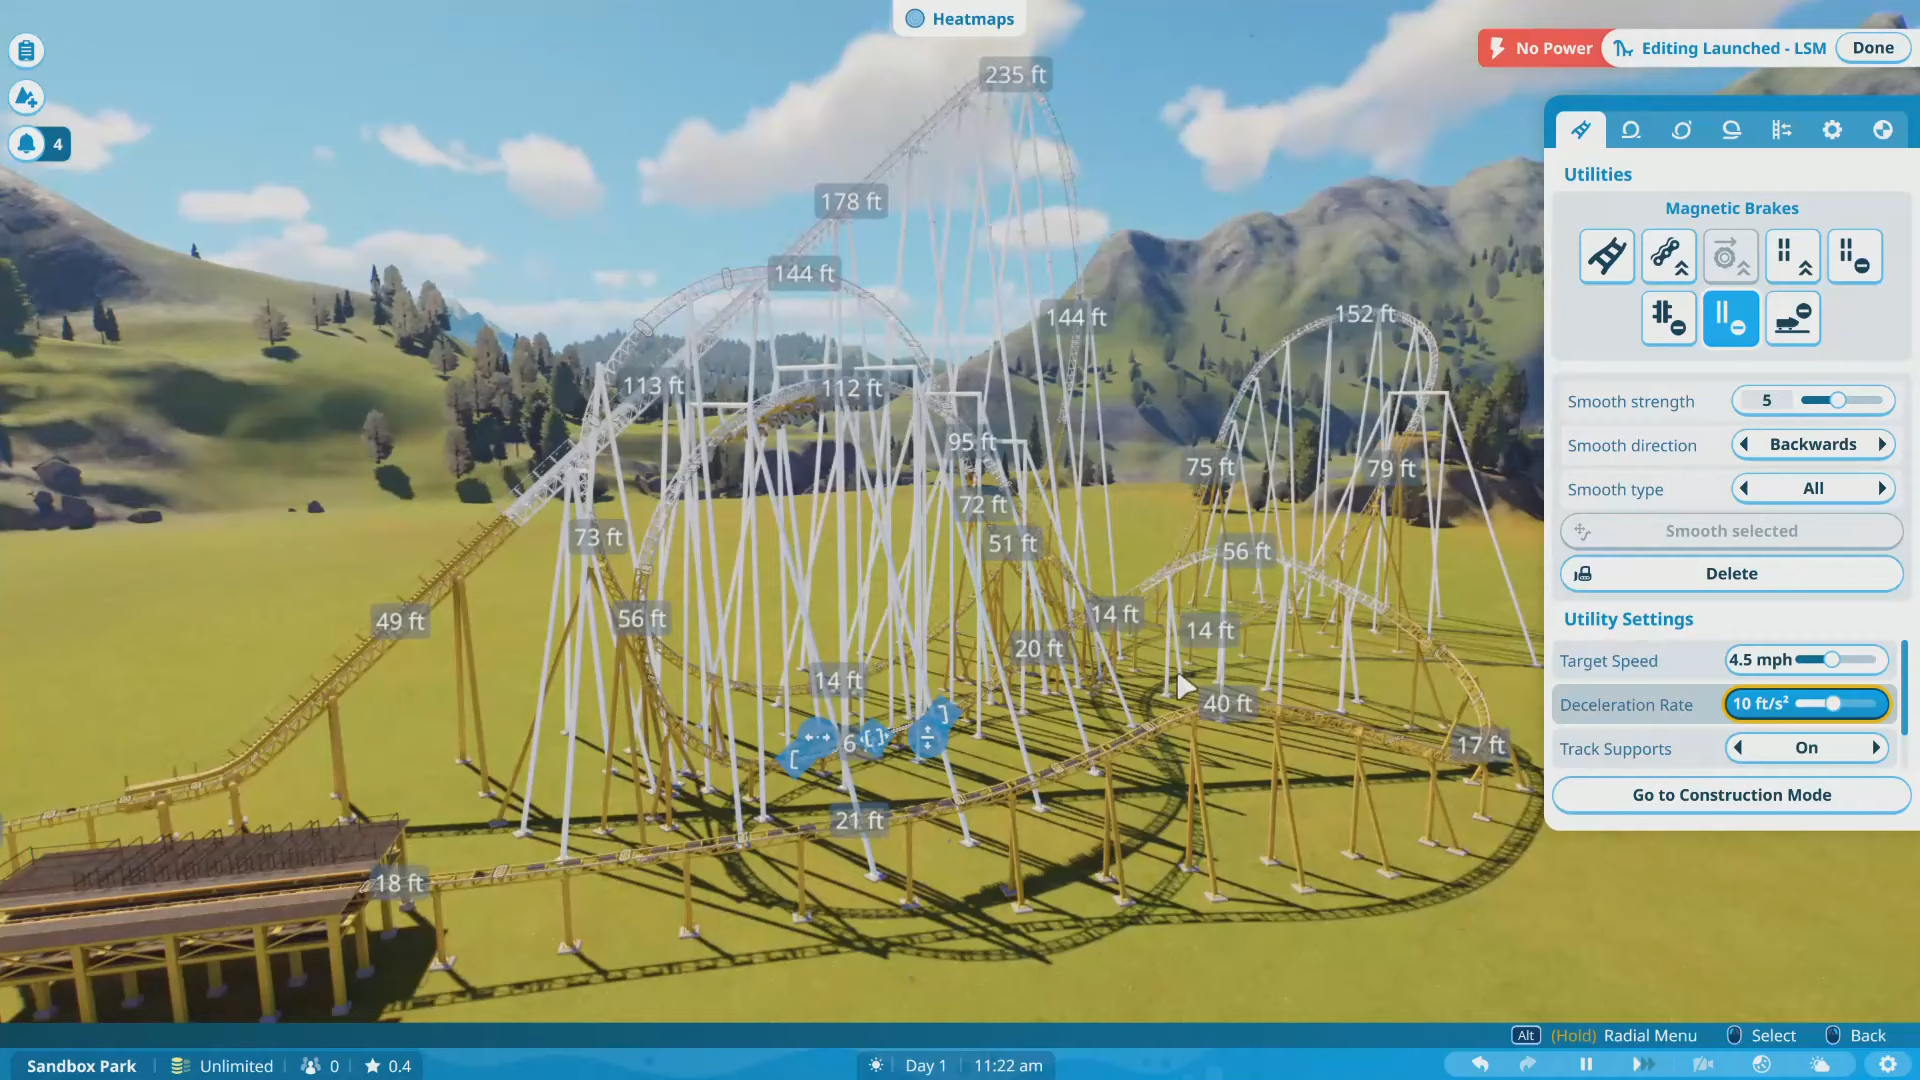 Heatmaps
No Power
Editing Launched - LSM
Done
4
235 ft
178 ft
144 ft
144 ft
152 ft
113 ft
112 ft
95 ft
75 ft
79 ft
72 ft
73 ft
51 ft
56 ft
49 ft
56 ft
14 ft
14 ft
20 ft
14 ft
40 ft
6
17 ft
21 ft
18 ft
Utilities
Magnetic Brakes
Smooth strength
5
Smooth direction
Backwards
Smooth type
All
Smooth selected
Delete
Utility Settings
Target Speed
4.5 mph
Deceleration Rate
10 ft/s²
Track Supports
On
Go to Construction Mode
Alt (Hold) Radial Menu Select Back
Sandbox Park Unlimited 0 0.4
Day 1 11:22 am